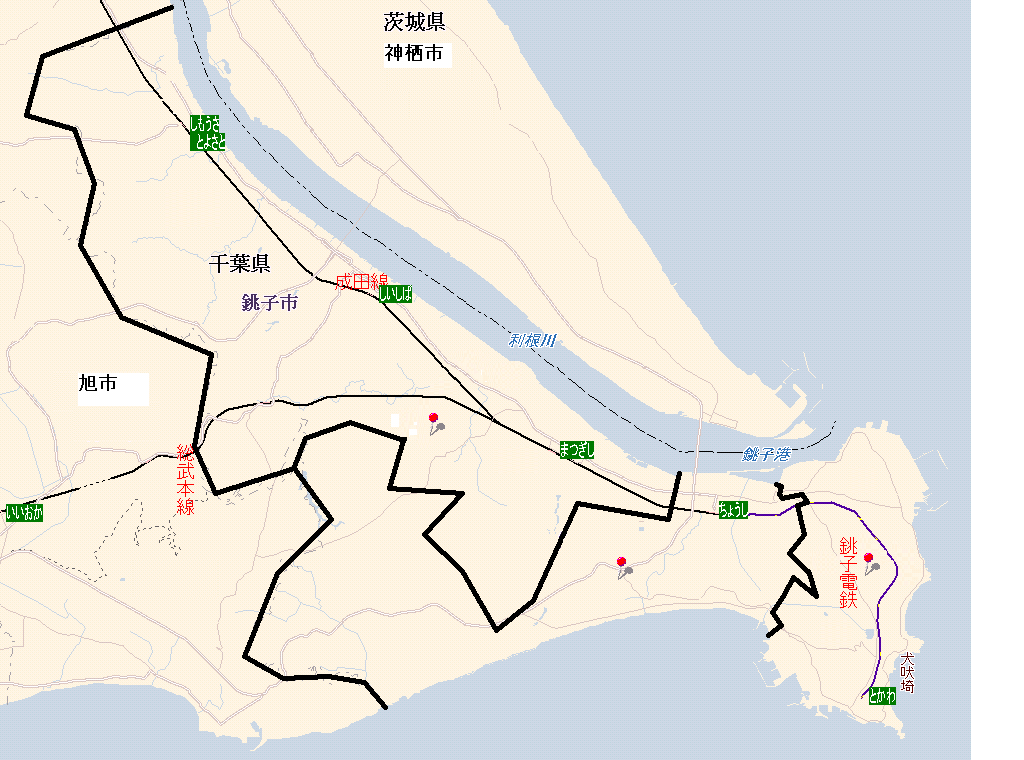 茨城県
神栖市
しもうさ
とよさと
千葉県
成田線
しいしば
銚子市
利根川
旭市
総武本線
まつぎし
銚子港
いいおか
ちょうし
銚子電鉄
犬吠埼
とかわ